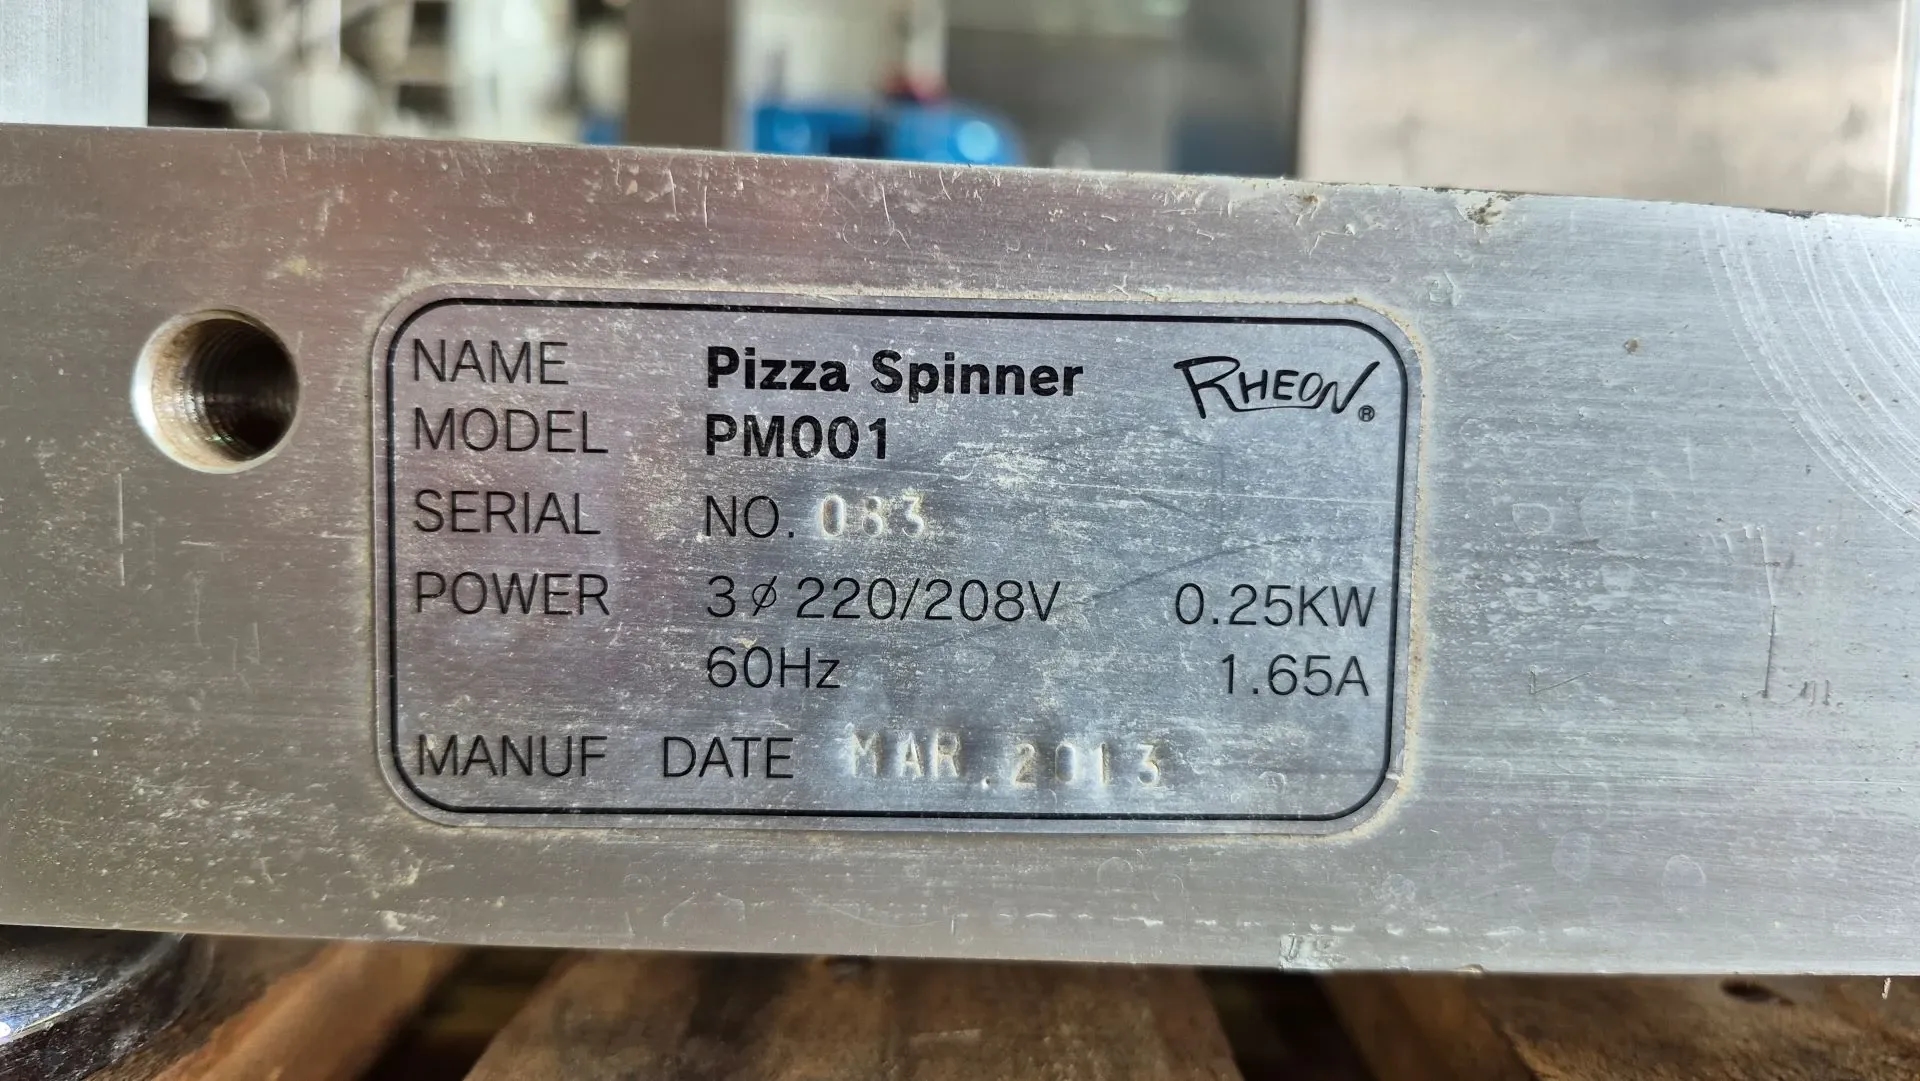 NAME Pizza Spinner RHEON®
MODEL PM001
SERIAL NO. 083
POWER 3ø 220/208V 0.25KW
60Hz 1.65A
MANUF DATE MAR.2013